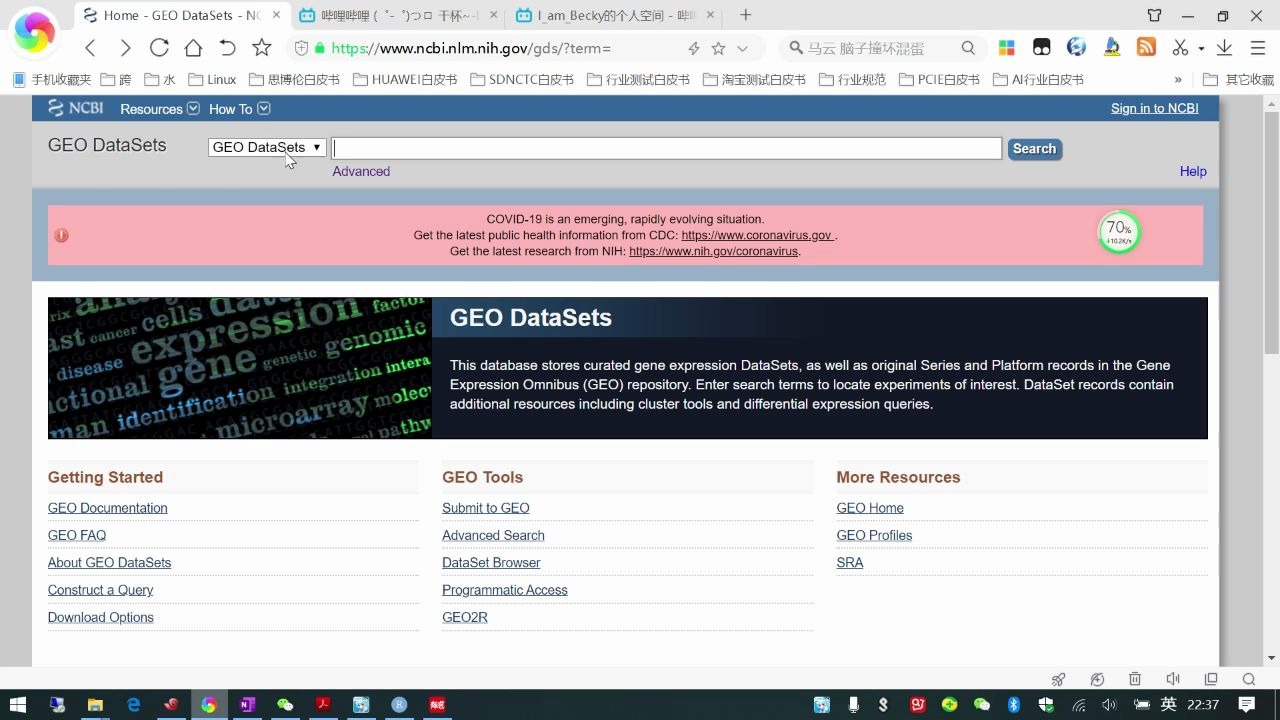 Home - GEO DataSets - NC
哔哩哔哩 ( ゜- ゜)つロ 干杯~-
I_am_Becky的个人空间 - 哔哩
https://www.ncbi.nlm.nih.gov/gds/?term=
马云 脑子撞坏混蛋
手机收藏夹 跨 水 Linux 思博伦白皮书 HUAWEI白皮书 SDNCTC白皮书 行业测试白皮书 淘宝测试白皮书 行业规范 PCIE白皮书 AI行业白皮书 » 其它收藏
NCBI Resources How To Sign in to NCBI
GEO DataSets GEO DataSets Search
Advanced Help
COVID-19 is an emerging, rapidly evolving situation.
Get the latest public health information from CDC: https://www.coronavirus.gov .
Get the latest research from NIH: https://www.nih.gov/coronavirus.
70%
GEO DataSets
This database stores curated gene expression DataSets, as well as original Series and Platform records in the Gene
Expression Omnibus (GEO) repository. Enter search terms to locate experiments of interest. DataSet records contain
additional resources including cluster tools and differential expression queries.
cancer cells data factor
disease expression
gene genetic genomic
identification integration
microarray
Getting Started
GEO Documentation
GEO FAQ
About GEO DataSets
Construct a Query
Download Options
GEO Tools
Submit to GEO
Advanced Search
DataSet Browser
Programmatic Access
GEO2R
More Resources
GEO Home
GEO Profiles
SRA
英 22:37